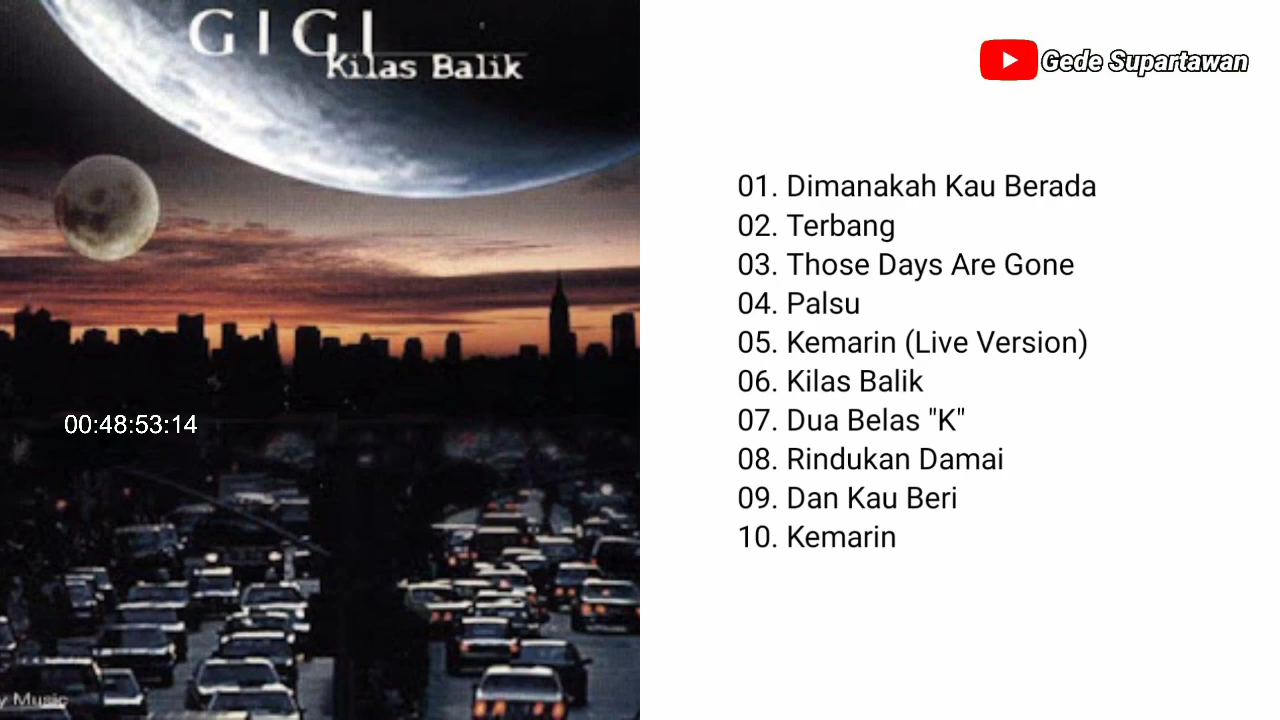 GIGI
Kilas Balik
00:48:53:14
y Music
Gede Supartawan
01. Dimanakah Kau Berada
02. Terbang
03. Those Days Are Gone
04. Palsu
05. Kemarin (Live Version)
06. Kilas Balik
07. Dua Belas "K"
08. Rindukan Damai
09. Dan Kau Beri
10. Kemarin